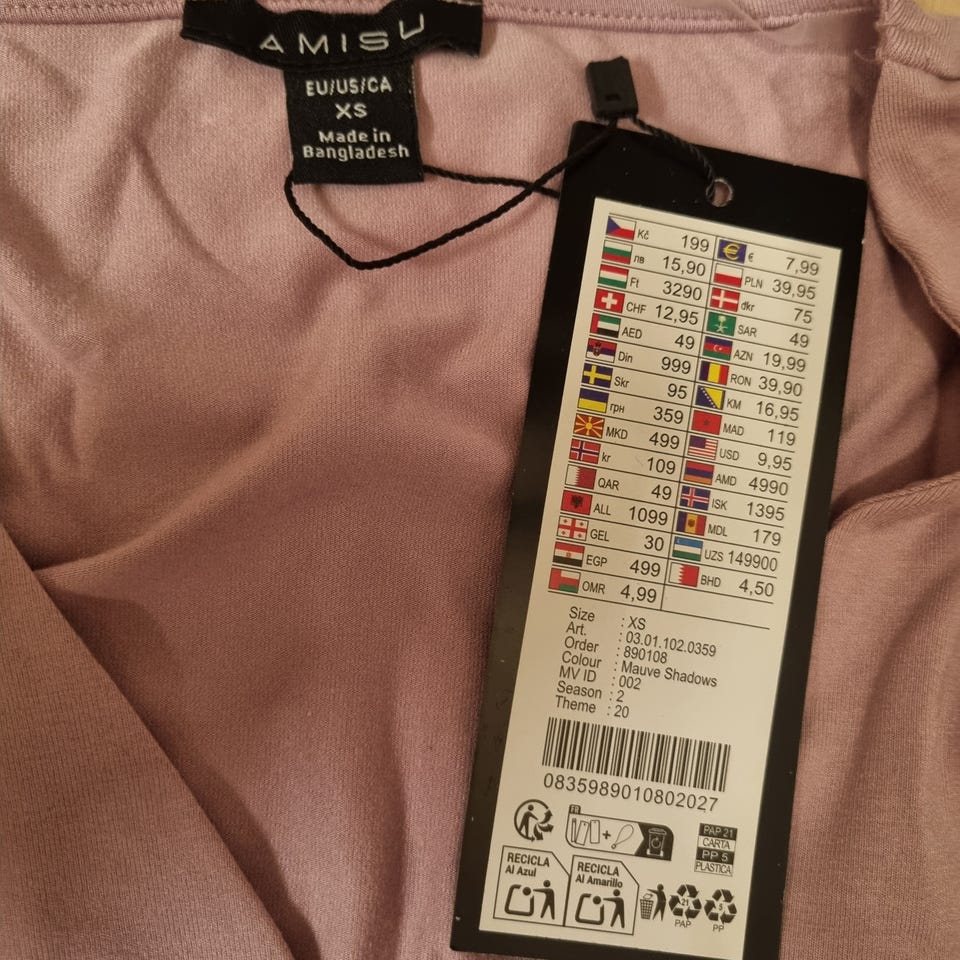 AMISU
EU/US/CA
XS
Made in
Bangladesh
Kč 199 € 7,99
лв 15,90 PLN 39,95
Ft 3290 dkr 75
CHF 12,95 SAR 49
AED 49 AZN 19,99
Din 999 RON 39,90
Skr 95 KM 16,95
грн 359 MAD 119
MKD 499 USD 9,95
kr 109 AMD 4990
QAR 49 ISK 1395
ALL 1099 MDL 179
GEL 30 UZS 149900
EGP 499 BHD 4,50
OMR 4,99
Size : XS
Art. : 03.01.102.0359
Order : 890108
Colour : Mauve Shadows
MV ID : 002
Season : 2
Theme : 20
0835989010802027
FR
+
PAP 21
CARTA
PP 5
PLASTICA
RECICLA
Al Azul
RECICLA
Al Amarillo
21
PAP
5
PP